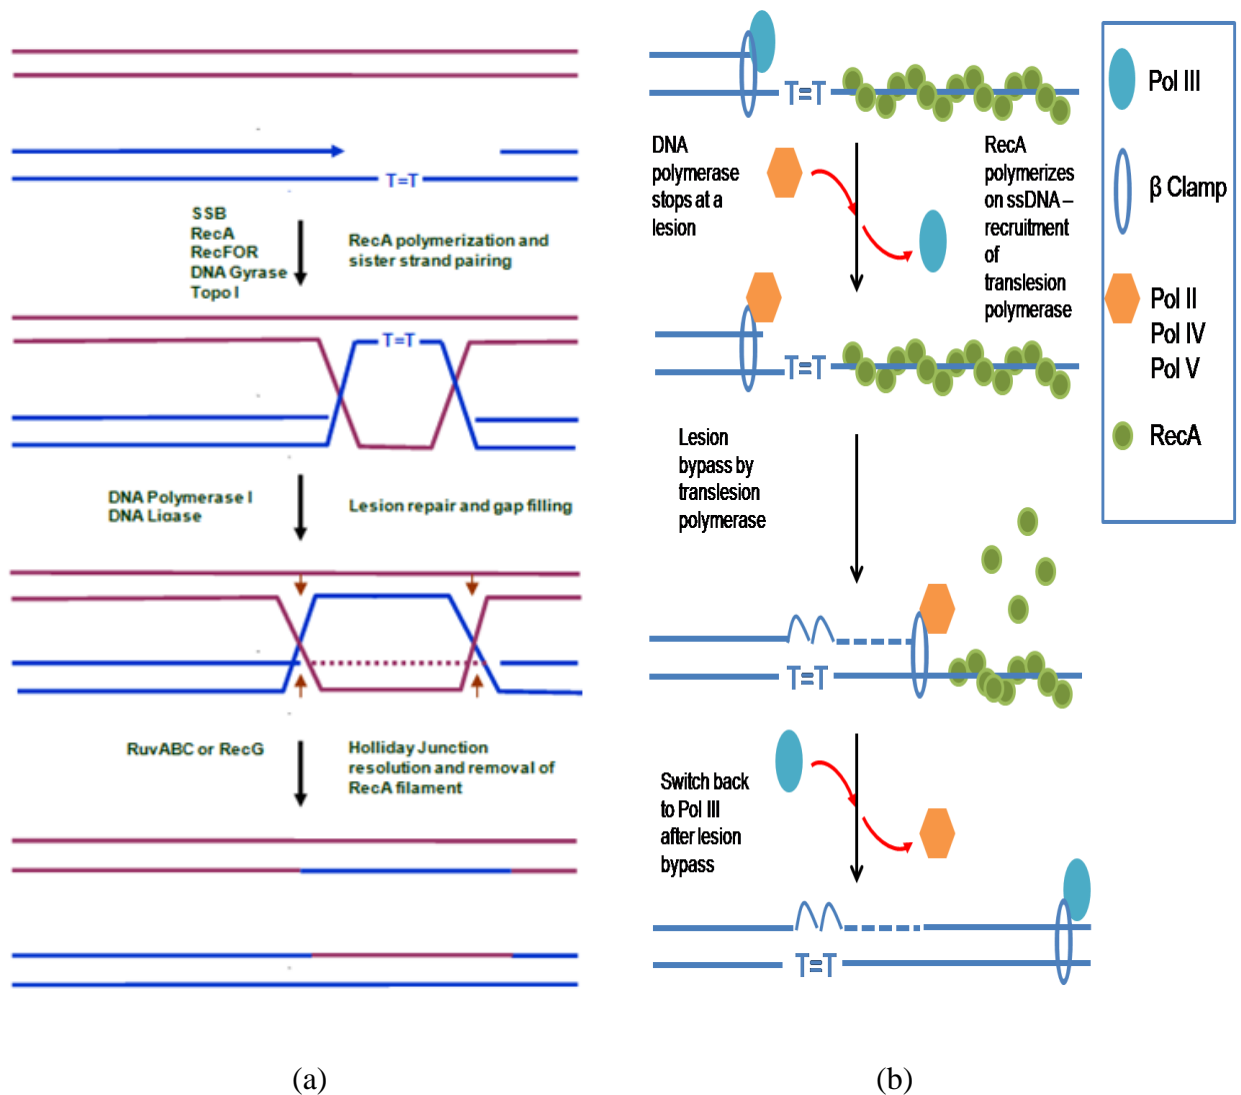 T=T
SSB
RecA
RecFOR
DNA Gyrase
Topo I
RecA polymerization and
sister strand pairing
T=T
DNA Polymerase I
DNA Ligase
Lesion repair and gap filling
RuvABC or RecG
Holliday Junction
resolution and removal of
RecA filament
(a)
T=T
DNA
polymerase
stops at a
lesion
RecA
polymerizes
on ssDNA –
recruitment
of
translesion
polymerase
T=T
Lesion
bypass by
translesion
polymerase
T=T
Switch back
to Pol III
after lesion
bypass
T=T
Pol III
β Clamp
Pol II
Pol IV
Pol V
RecA
(b)